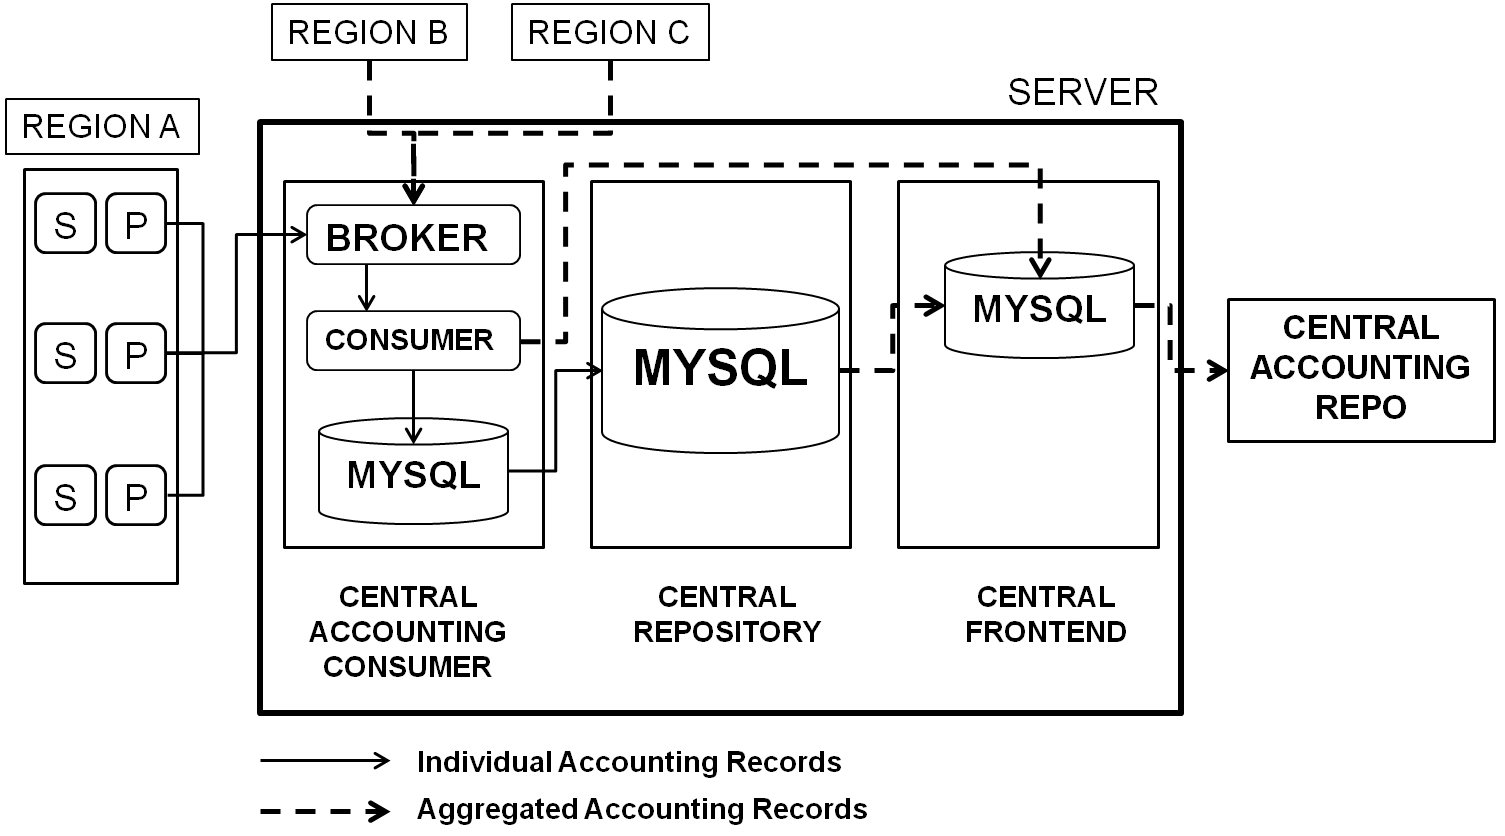 REGION B
REGION C
SERVER
REGION A
S P
BROKER
S P
CONSUMER
S P
MYSQL
MYSQL
MYSQL
CENTRAL
ACCOUNTING
REPO
CENTRAL
ACCOUNTING
CONSUMER
CENTRAL
REPOSITORY
CENTRAL
FRONTEND
Individual Accounting Records
Aggregated Accounting Records